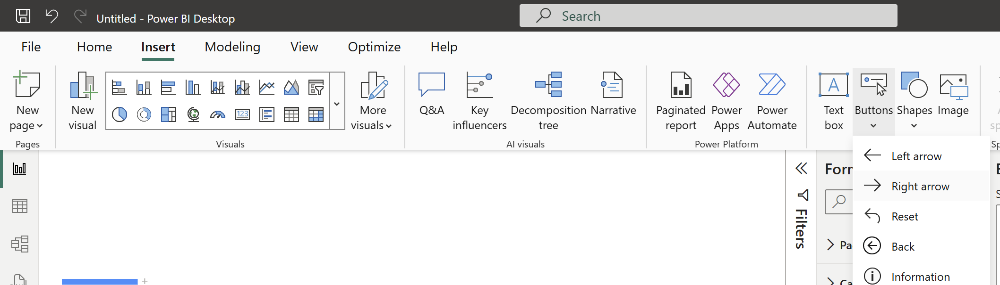 Untitled - Power BI Desktop
Search
File Home Insert Modeling View Optimize Help
New page
Pages
New visual
123
More visuals
Visuals
Q&A
Key influencers
Decomposition tree
Narrative
AI visuals
Paginated report
Power Apps
Power Automate
Power Platform
A
Text box
Buttons
Shapes
Image
Left arrow
Right arrow
Reset
Back
Information
Filters